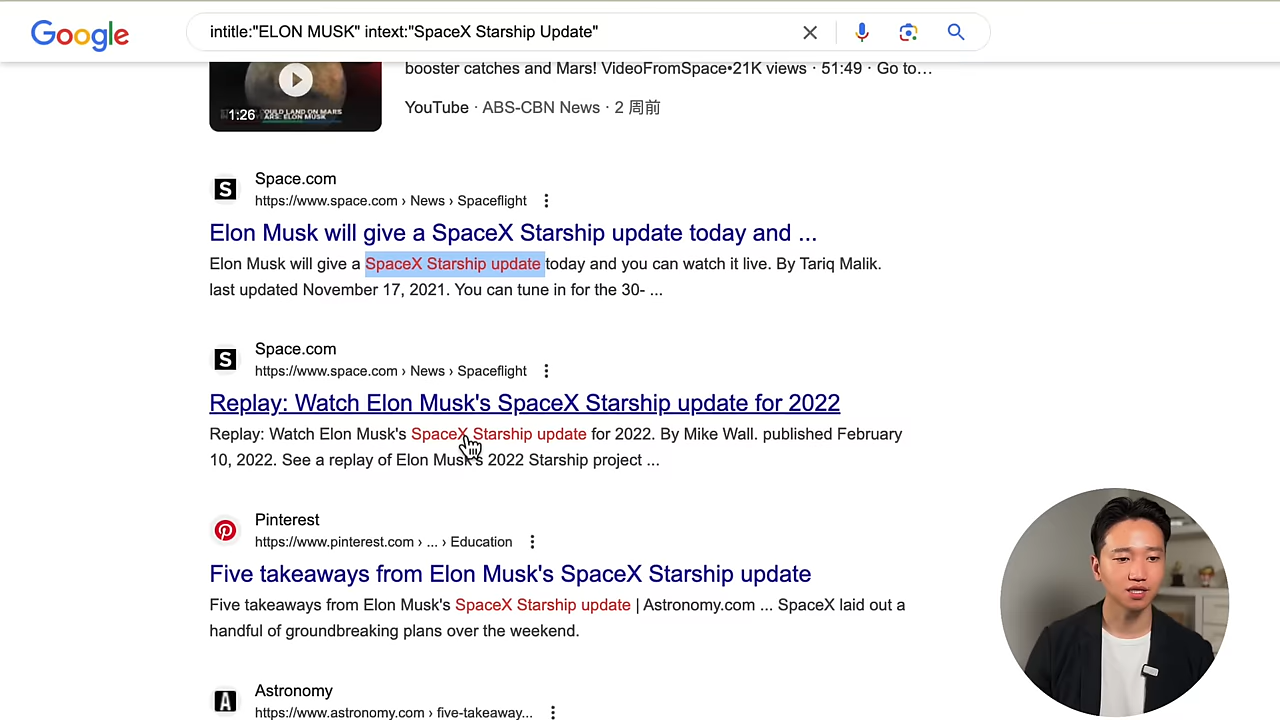 Google
intitle:"ELON MUSK" intext:"SpaceX Starship Update"
booster catches and Mars! VideoFromSpace•21K views · 51:49 · Go to…
1:26
OULD LAND ON MARS
ARS: ELON MUSK
YouTube · ABS-CBN News · 2 周前
S
Space.com
https://www.space.com › News › Spaceflight
Elon Musk will give a SpaceX Starship update today and ...
Elon Musk will give a SpaceX Starship update today and you can watch it live. By Tariq Malik.
last updated November 17, 2021. You can tune in for the 30- ...
S
Space.com
https://www.space.com › News › Spaceflight
Replay: Watch Elon Musk's SpaceX Starship update for 2022
Replay: Watch Elon Musk's SpaceX Starship update for 2022. By Mike Wall. published February
10, 2022. See a replay of Elon Musk's 2022 Starship project ...
Pinterest
https://www.pinterest.com › ... › Education
Five takeaways from Elon Musk's SpaceX Starship update
Five takeaways from Elon Musk's SpaceX Starship update | Astronomy.com ... SpaceX laid out a
handful of groundbreaking plans over the weekend.
A
Astronomy
https://www.astronomy.com › five-takeaway...